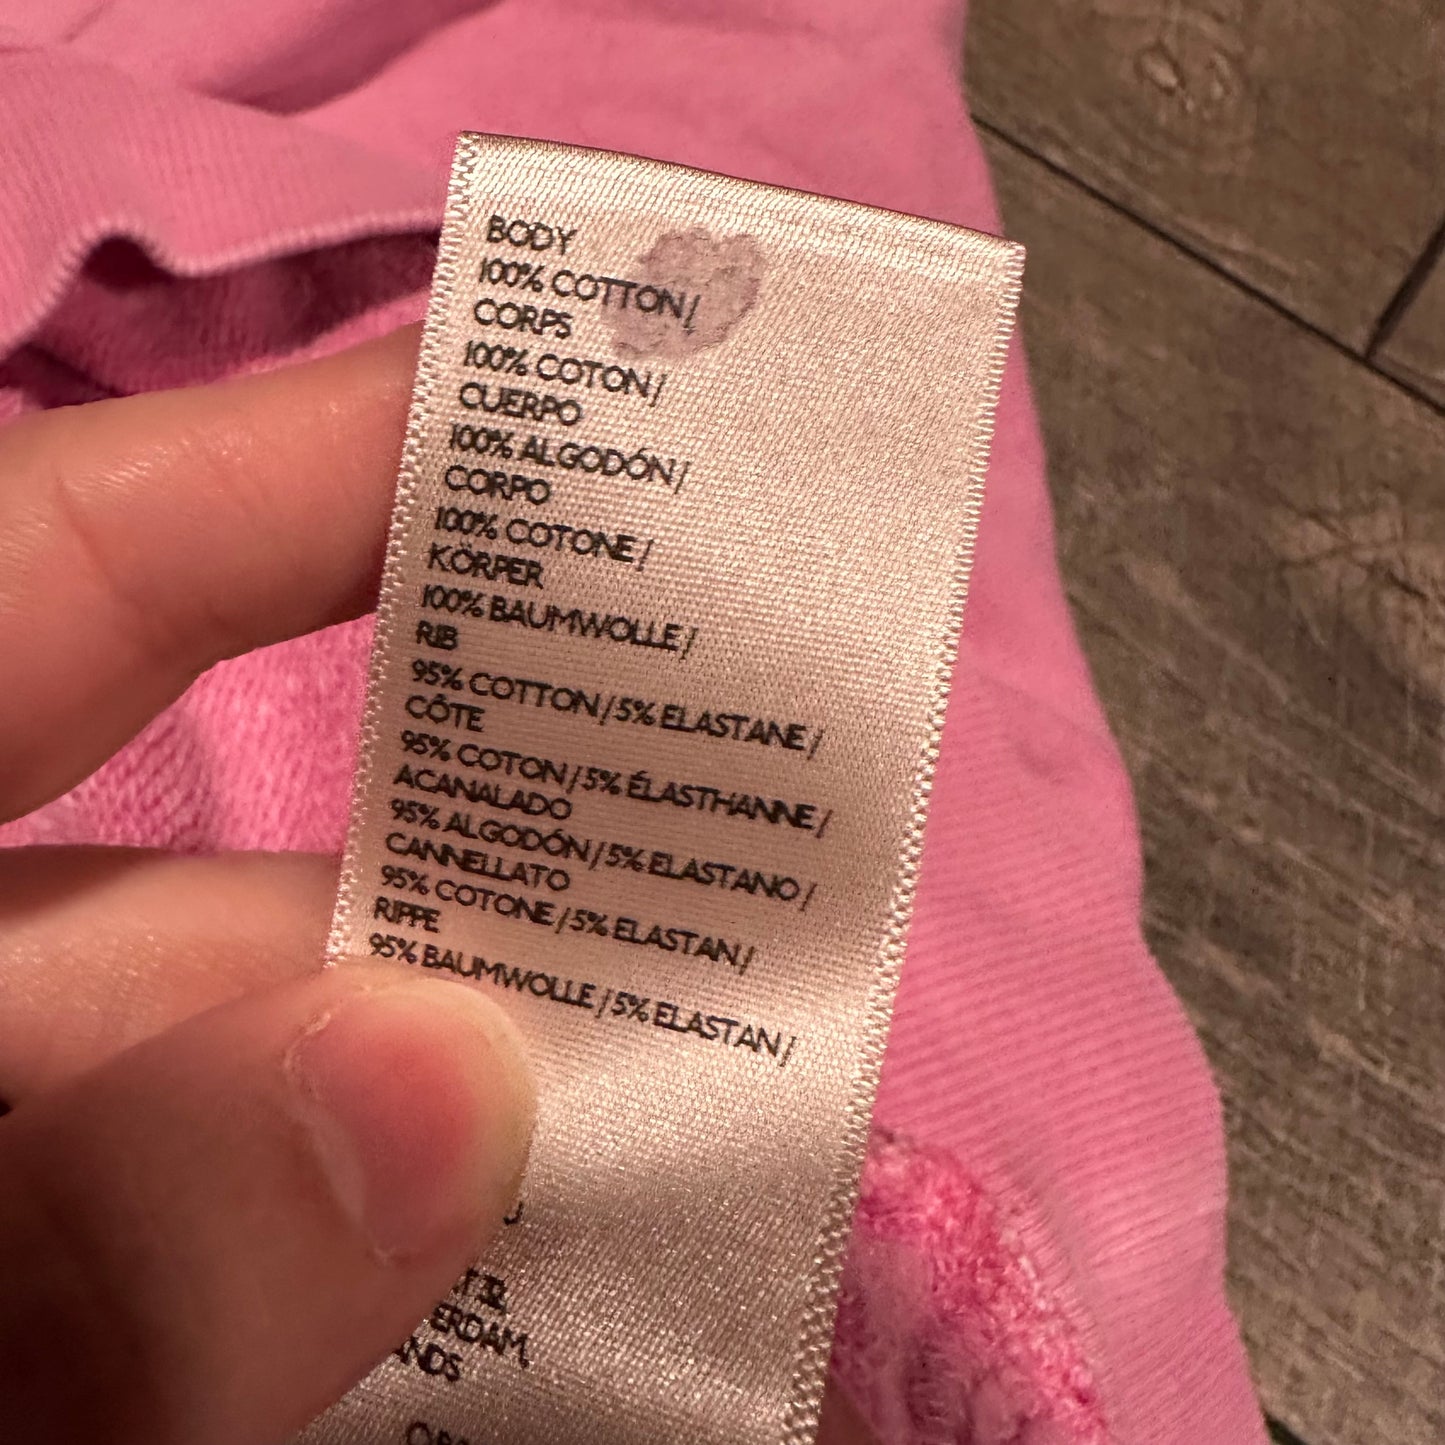 BODY
100% COTTON/
CORPS
100% COTON/
CUERPO
100% ALGODÓN/
CORPO
100% COTONE/
KÖRPER
100% BAUMWOLLE/
RIB
95% COTTON/5% ELASTANE/
CÔTE
95% COTON/5% ÉLASTHANNE/
ACANALADO
95% ALGODÓN/5% ELASTANO/
CANNELLATO
95% COTONE/5% ELASTAN/
RIPPE
95% BAUMWOLLE/5% ELASTAN/
ERDAM,
ANDS